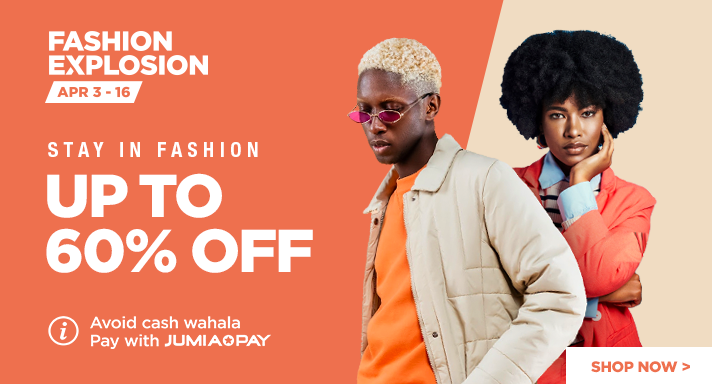 FASHION
EXPLOSION
APR 3 - 16
STAY IN FASHION
UP TO
60% OFF
i
Avoid cash wahala
Pay with JUMIAPAY
SHOP NOW >